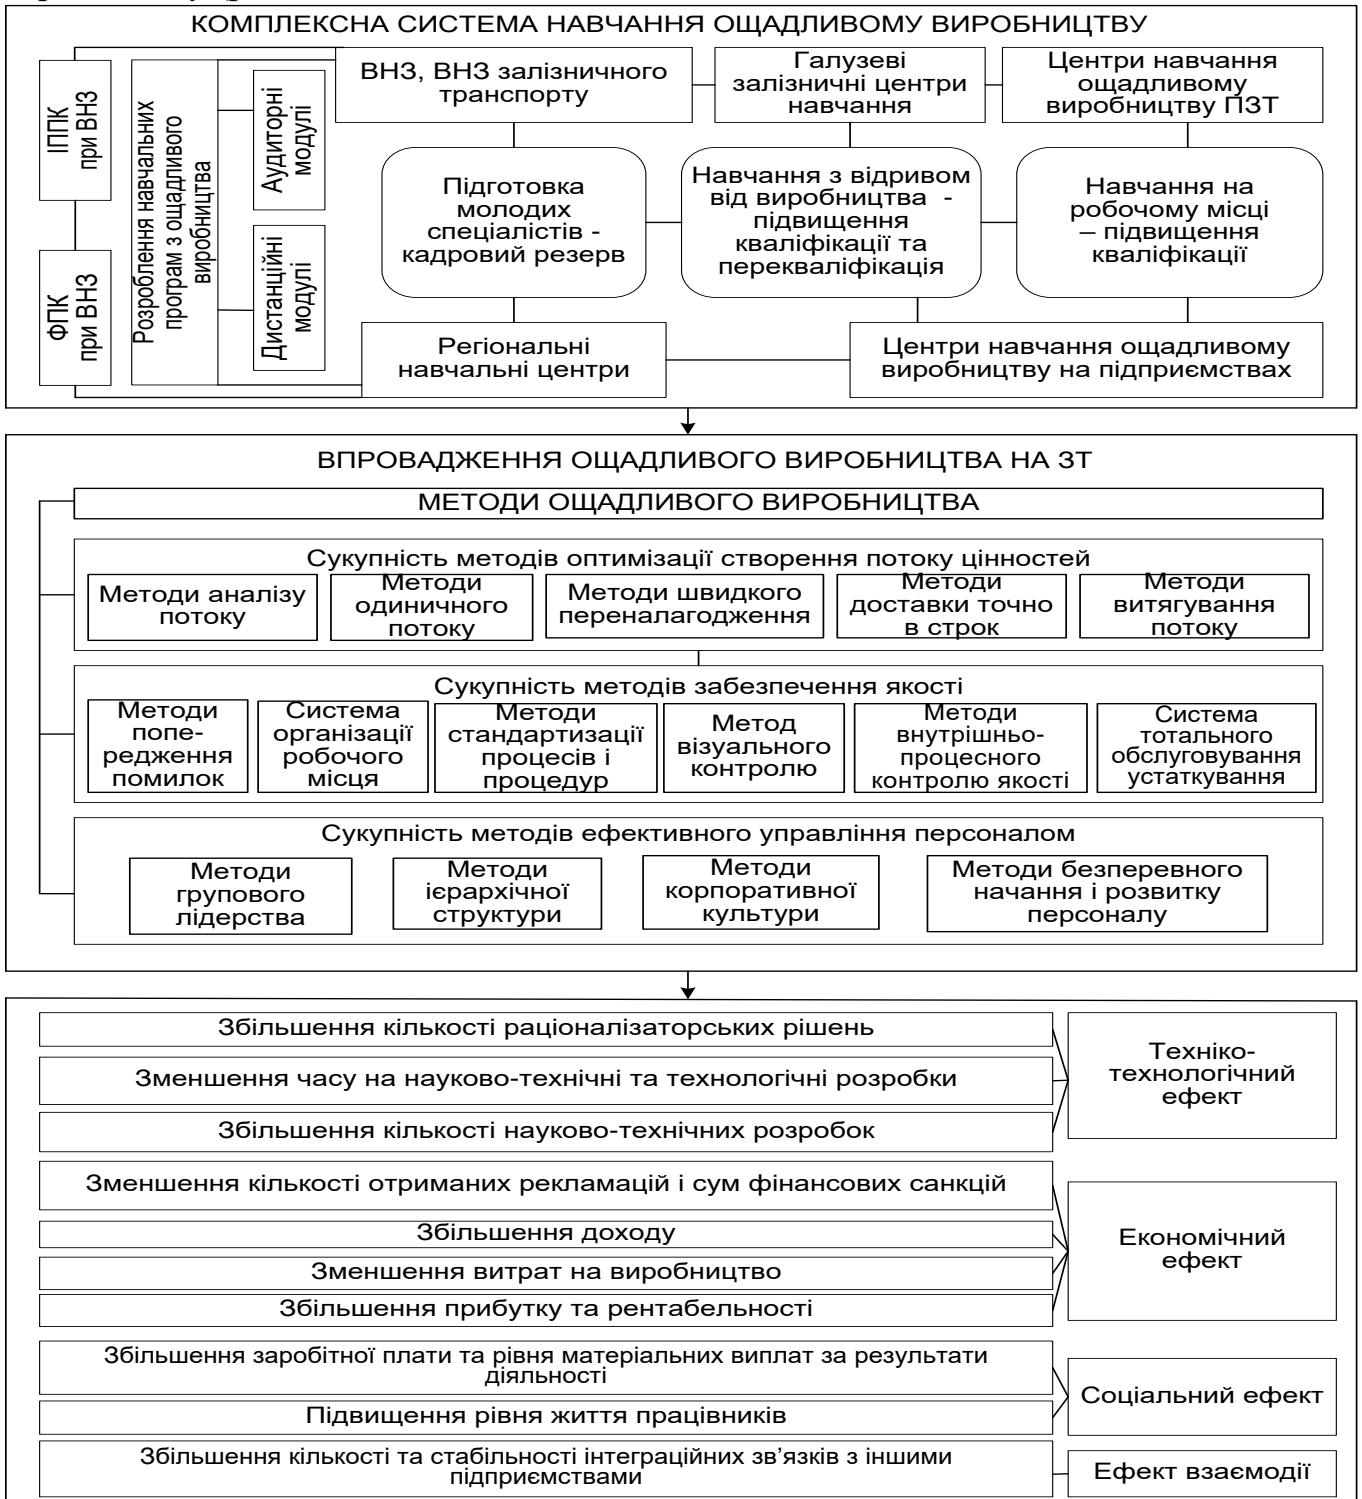 КОМПЛЕКСНА СИСТЕМА НАВЧАННЯ ОЩАДЛИВОМУ ВИРОБНИЦТВУ
ІППК
при ВНЗ
ФПК
при ВНЗ
Розроблення навчальних
програм з ощадливого
виробництва
Аудиторні
модулі
Дистанційні
модулі
ВНЗ, ВНЗ залізничного
транспорту
Галузеві
залізничні центри
навчання
Центри навчання
ощадливому
виробництву ПЗТ
Підготовка
молодих
спеціалістів -
кадровий резерв
Навчання з відривом
від виробництва -
підвищення
кваліфікації та
перекваліфікація
Навчання на
робочому місці
– підвищення
кваліфікації
Регіональні
навчальні центри
Центри навчання ощадливому
виробництву на підприємствах
ВПРОВАДЖЕННЯ ОЩАДЛИВОГО ВИРОБНИЦТВА НА ЗТ
МЕТОДИ ОЩАДЛИВОГО ВИРОБНИЦТВА
Сукупність методів оптимізації створення потоку цінностей
Методи аналізу
потоку
Методи
одиничного
потоку
Методи швидкого
переналагодження
Методи
доставки точно
в строк
Методи
витягування
потоку
Сукупність методів забезпечення якості
Методи
попе-
редження
помилок
Система
організації
робочого
місця
Методи
стандартизації
процесів і
процедур
Метод
візуального
контролю
Методи
внутрішньо-
процесного
контролю якості
Система
тотального
обслуговування
устаткування
Сукупність методів ефективного управління персоналом
Методи
групового
лідерства
Методи
ієрархічної
структури
Методи
корпоративної
культури
Методи безперевного
начання і розвитку
персоналу
Збільшення кількості раціоналізаторських рішень
Зменшення часу на науково-технічні та технологічні розробки
Збільшення кількості науково-технічних розробок
Техніко-
технологічний
ефект
Зменшення кількості отриманих рекламацій і сум фінансових санкцій
Збільшення доходу
Зменшення витрат на виробництво
Збільшення прибутку та рентабельності
Економічний
ефект
Збільшення заробітної плати та рівня матеріальних виплат за результати
діяльності
Підвищення рівня життя працівників
Соціальний ефект
Збільшення кількості та стабільності інтеграційних зв’язків з іншими
підприємствами
Ефект взаємодії